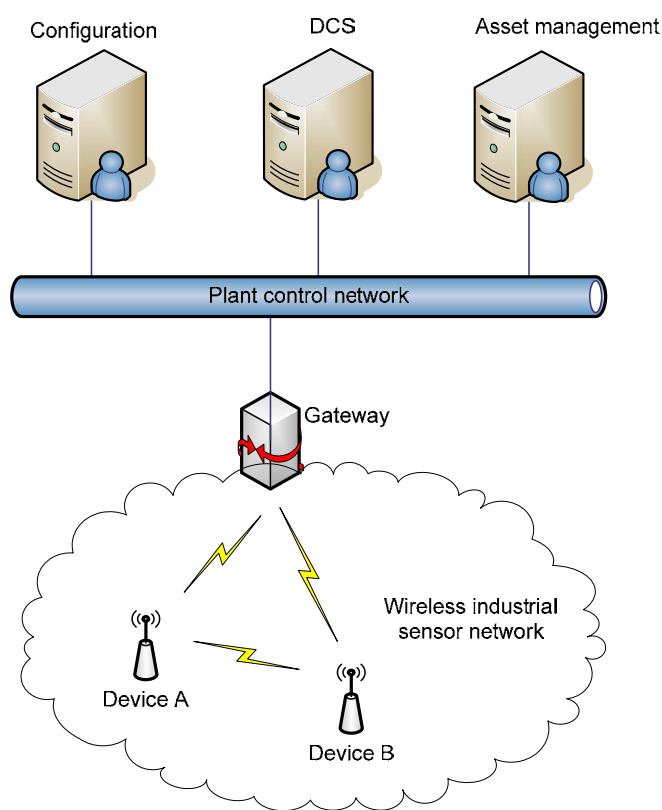 Configuration
DCS
Asset management
Plant control network
Gateway
Wireless industrial
sensor network
Device A
Device B